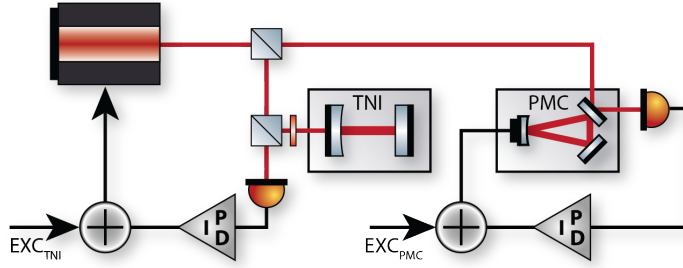 TNI
PMC
I P D
I P D
EXC_TNI
EXC_PMC